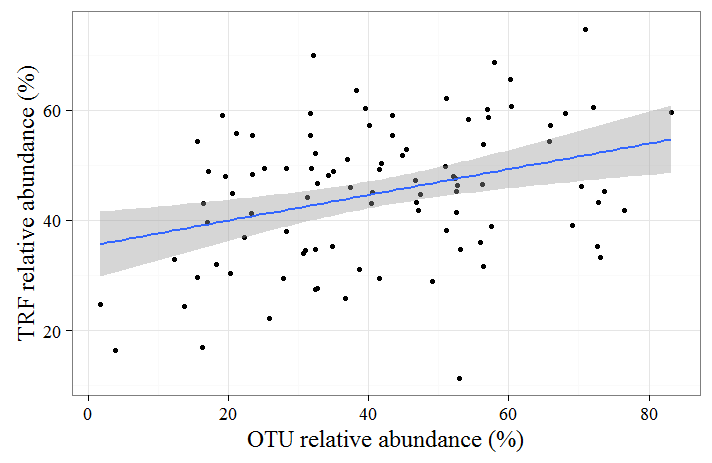 TRF relative abundance (%)
60
40
20
0 20 40 60 80
OTU relative abundance (%)